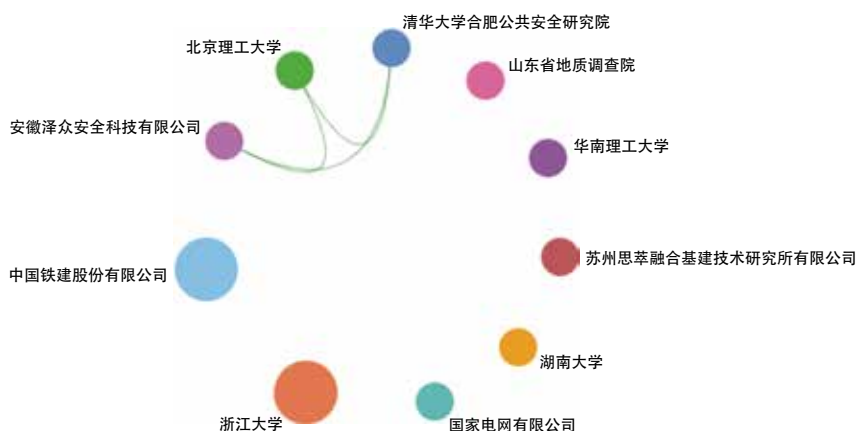 清华大学合肥公共安全研究院
北京理工大学
山东省地质调查院
安徽泽众安全科技有限公司
华南理工大学
苏州思萃融合基建技术研究所有限公司
中国铁建股份有限公司
湖南大学
浙江大学
国家电网有限公司